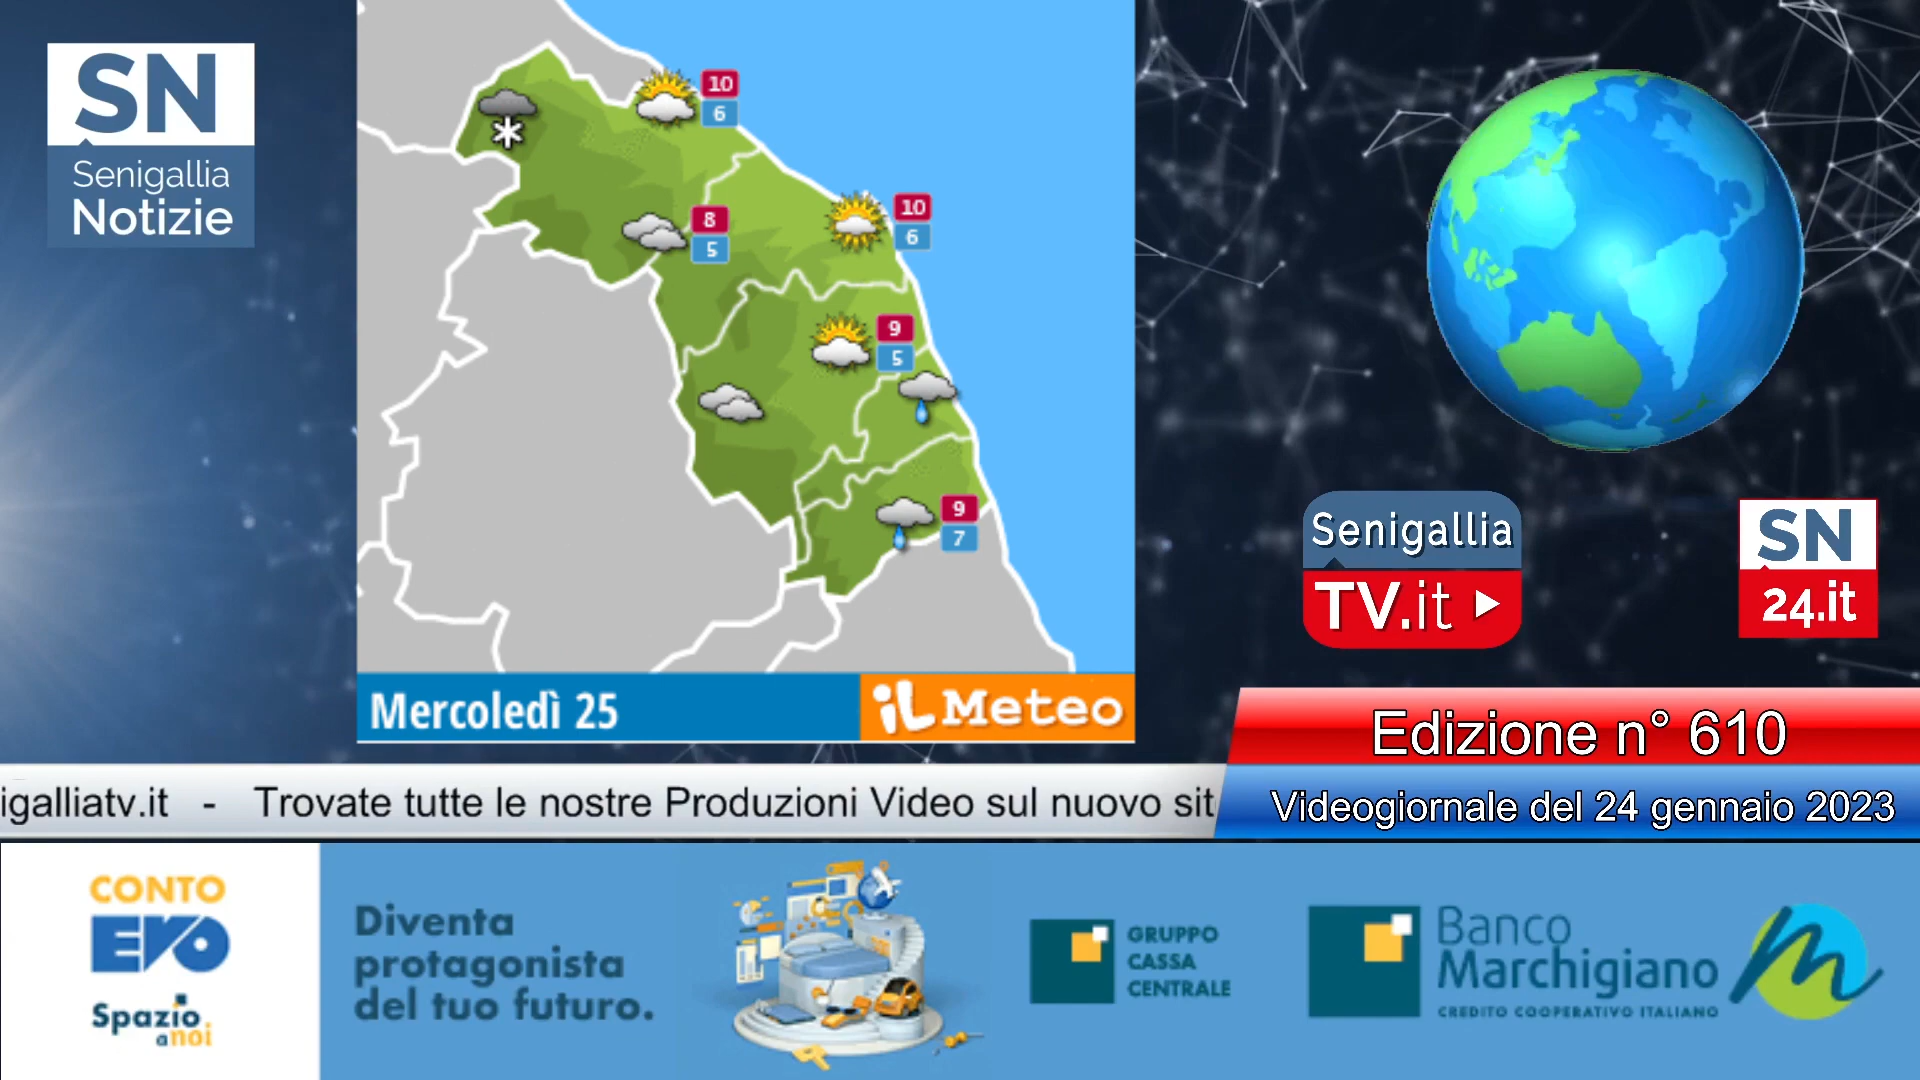 SN
Senigallia
Notizie
10
6
8
5
10
6
9
5
9
7
Mercoledì 25
iL Meteo
Senigallia
TV.it
SN
24.it
Edizione n° 610
Videogiornale del 24 gennaio 2023
igalliatv.it - Trovate tutte le nostre Produzioni Video sul nuovo sit
CONTO
EVO
Spazio
a noi
Diventa
protagonista
del tuo futuro.
GRUPPO
CASSA
CENTRALE
Banco
Marchigiano
CREDITO COOPERATIVO ITALIANO